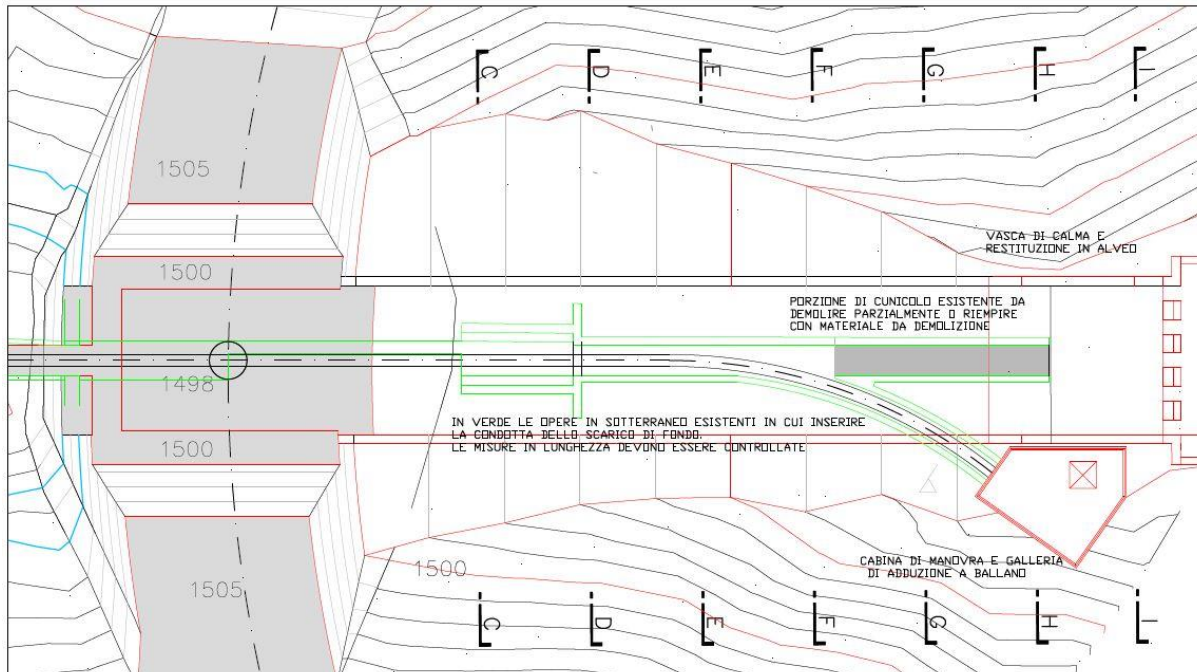 C D E F G H I
1505
VASCA DI CALMA E
RESTITUZIONE IN ALVEO
1500
PORZIONE DI CUNICOLO ESISTENTE DA
DEMOLIRE PARZIALMENTE O RIEMPIRE
CON MATERIALE DA DEMOLIZIONE
1498
IN VERDE LE OPERE IN SOTTERRANEO ESISTENTI IN CUI INSERIRE
LA CONDOTTA DELLO SCARICO DI FONDO.
LE MISURE IN LUNGHEZZA DEVONO ESSERE CONTROLLATE
1500
CABINA DI MANOVRA E GALLERIA
DI ADDUZIONE A BALLANO
1500
1505
C D E F G H I